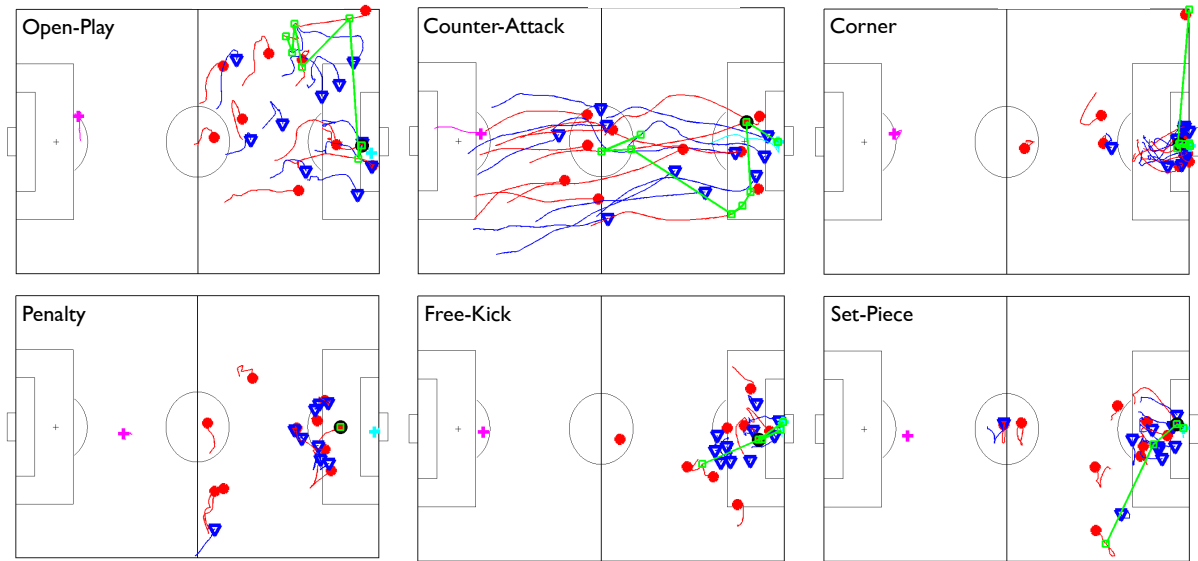 Open-Play
Counter-Attack
Corner
Penalty
Free-Kick
Set-Piece